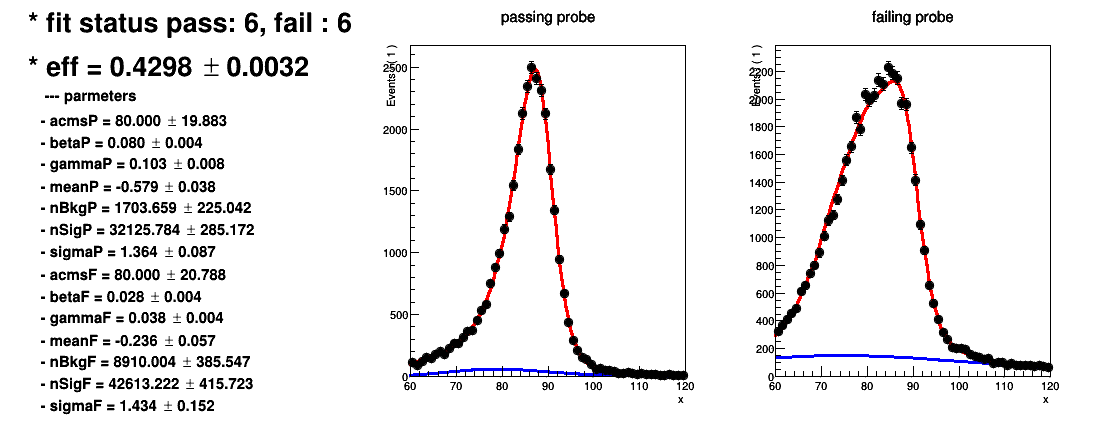 * fit status pass: 6, fail : 6
* eff = 0.4298 ± 0.0032
--- parmeters
- acmsP = 80.000 ± 19.883
- betaP = 0.080 ± 0.004
- gammaP = 0.103 ± 0.008
- meanP = -0.579 ± 0.038
- nBkgP = 1703.659 ± 225.042
- nSigP = 32125.784 ± 285.172
- sigmaP = 1.364 ± 0.087
- acmsF = 80.000 ± 20.788
- betaF = 0.028 ± 0.004
- gammaF = 0.038 ± 0.004
- meanF = -0.236 ± 0.057
- nBkgF = 8910.004 ± 385.547
- nSigF = 42613.222 ± 415.723
- sigmaF = 1.434 ± 0.152
passing probe
Events / ( 1 )
2500
2000
1500
1000
500
0
60 70 80 90 100 110 120
x
failing probe
Events / ( 1 )
2200
2000
1800
1600
1400
1200
1000
800
600
400
200
0
60 70 80 90 100 110 120
x